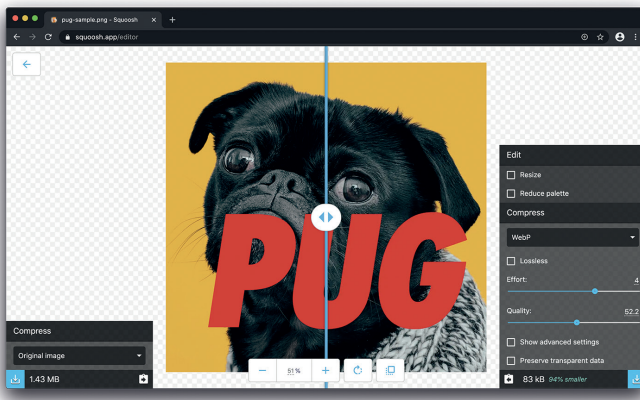 pug-sample.png – Squoosh
squoosh.app/editor
PUG
Edit
Resize
Reduce palette
Compress
WebP
Lossless
Effort: 4
Quality: 52.2
Show advanced settings
Preserve transparent data
83 kB 94% smaller
Compress
Original image
1.43 MB
51%